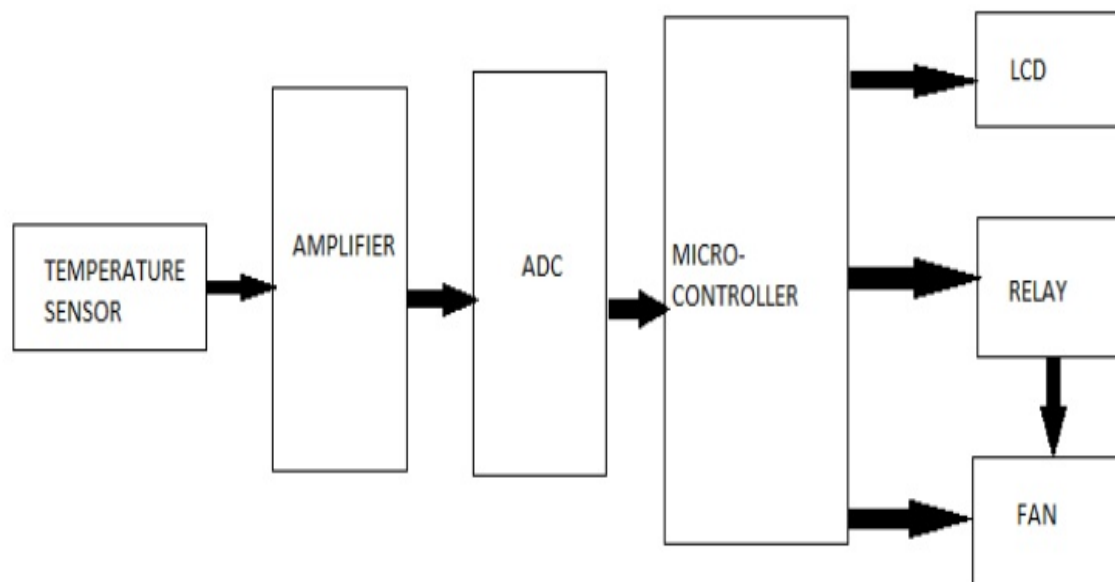 TEMPERATURE
SENSOR
AMPLIFIER
ADC
MICRO-
CONTROLLER
LCD
RELAY
FAN